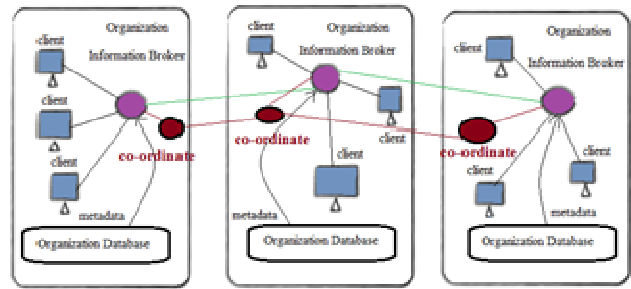 Organization
client
Information Broker
client
client
co-ordinate
metadata
Organization Database
Organization
client
Information Broker
client
co-ordinate
client
metadata
Organization Database
Organization
client
Information Broker
co-ordinate
client
client
metadata
Organization Database